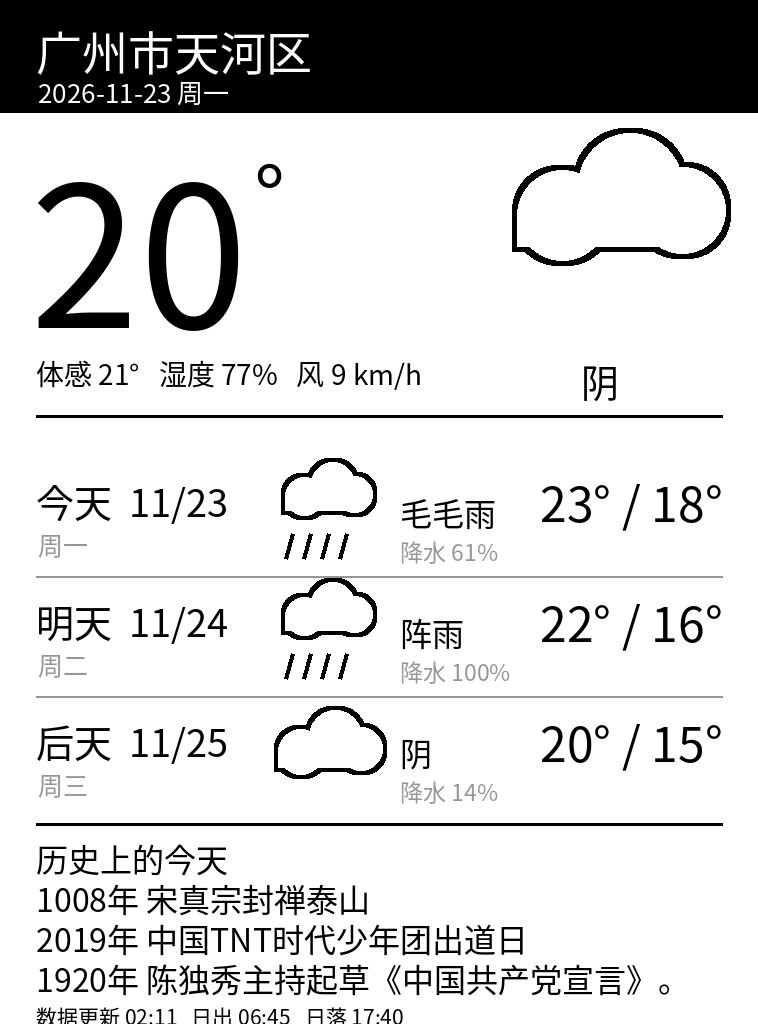 广州市天河区
2026-11-23 周一
20°
体感 21° 湿度 77% 风 9 km/h
阴
今天 11/23 毛毛雨 23° / 18°
周一 降水 61%
明天 11/24 阵雨 22° / 16°
周二 降水 100%
后天 11/25 阴 20° / 15°
周三 降水 14%
历史上的今天
1008年 宋真宗封禅泰山
2019年 中国TNT时代少年团出道日
1920年 陈独秀主持起草《中国共产党宣言》。
数据更新 02:11 日出 06:45 日落 17:40